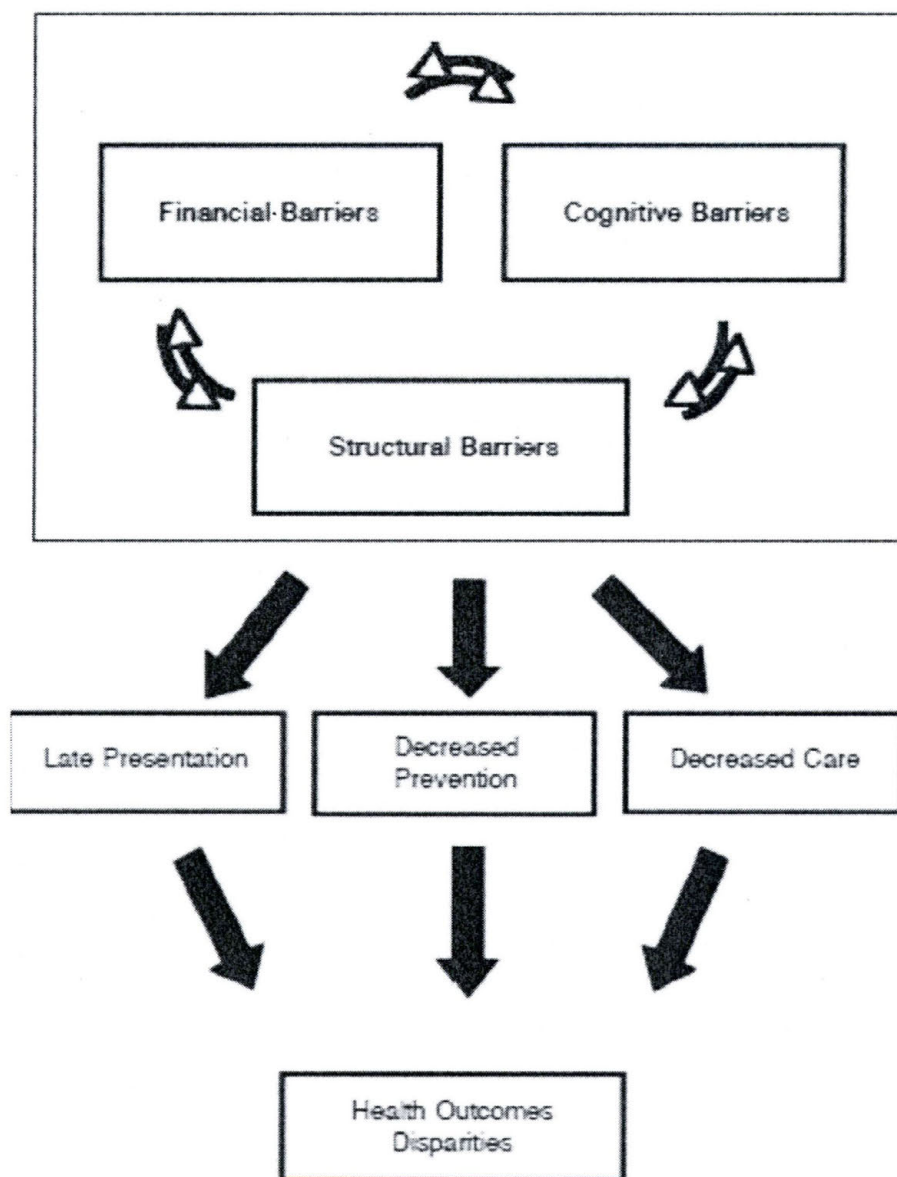 Financial Barriers
Cognitive Barriers
Structural Barriers
Late Presentation
Decreased
Prevention
Decreased Care
Health Outcomes
Disparities